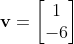 v = [1
-6]